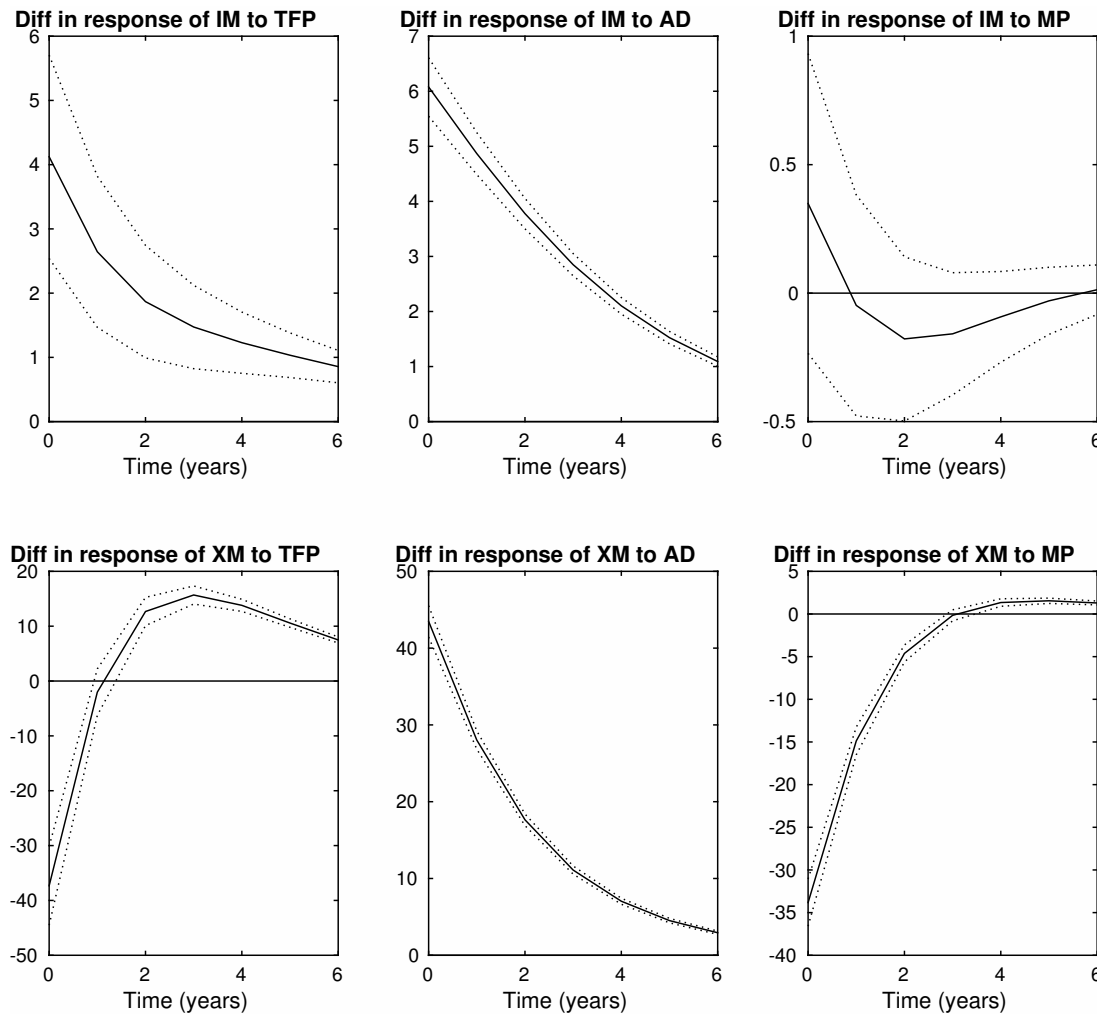 Diff in response of IM to TFP
6
5
4
3
2
1
0
0 2 4 6
Time (years)
Diff in response of IM to AD
7
6
5
4
3
2
1
0
0 2 4 6
Time (years)
Diff in response of IM to MP
1
0.5
0
-0.5
0 2 4 6
Time (years)
Diff in response of XM to TFP
20
10
0
-10
-20
-30
-40
-50
0 2 4 6
Time (years)
Diff in response of XM to AD
50
40
30
20
10
0
0 2 4 6
Time (years)
Diff in response of XM to MP
5
0
-5
-10
-15
-20
-25
-30
-35
-40
0 2 4 6
Time (years)